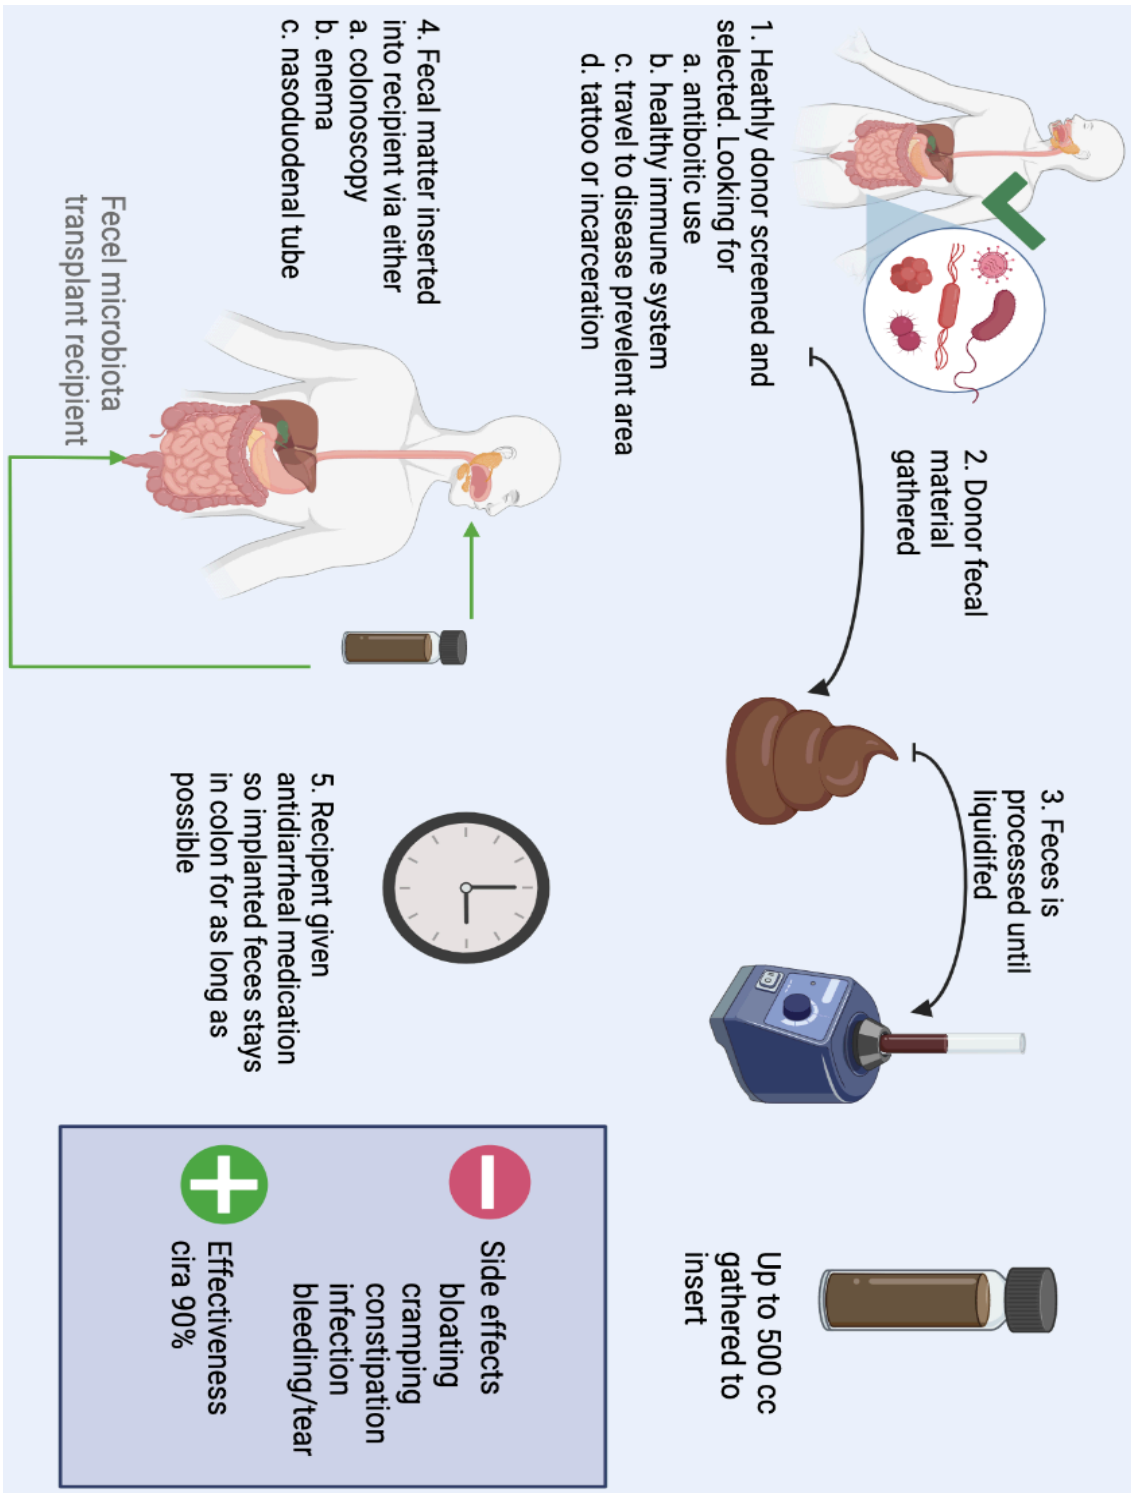 1. Heathly donor screened and
selected. Looking for
a. antiboitic use
b. healthy immune system
c. travel to disease prevelent area
d. tattoo or incarceration
2. Donor fecal
material
gathered
3. Feces is
processed until
liquidifed
Up to 500 cc
gathered to
insert
4. Fecal matter inserted
into recipient via either
a. colonoscopy
b. enema
c. nasoduodenal tube
Fecel microbiota
transplant recipient
5. Recipent given
antidiarrheal medication
so implanted feces stays
in colon for as long as
possible
Side effects
bloating
cramping
constipation
infection
bleeding/tear
Effectiveness
cira 90%